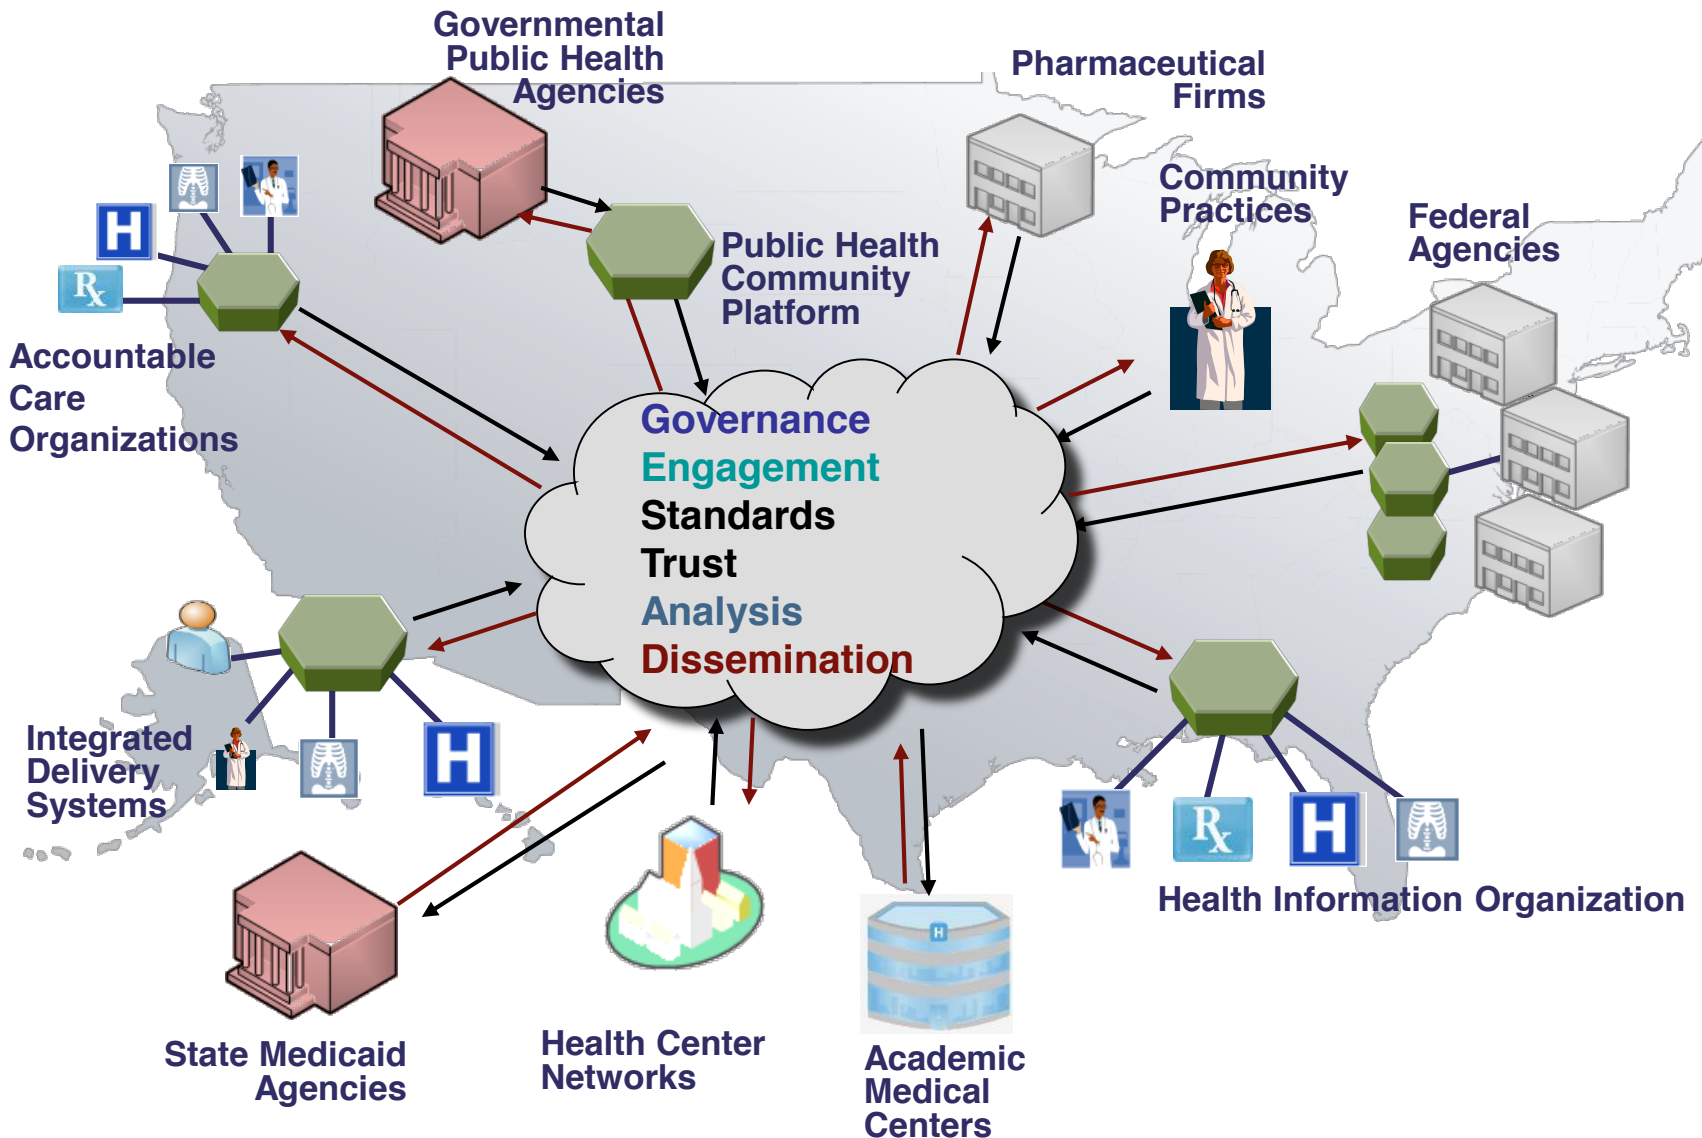 Governmental
Public Health
Agencies
Pharmaceutical
Firms
Community
Practices
Federal
Agencies
Public Health
Community
Platform
H
Rx
Accountable
Care
Organizations
Governance
Engagement
Standards
Trust
Analysis
Dissemination
Integrated
Delivery
Systems
H
Rx
H
Health Information Organization
H
State Medicaid
Agencies
Health Center
Networks
Academic
Medical
Centers